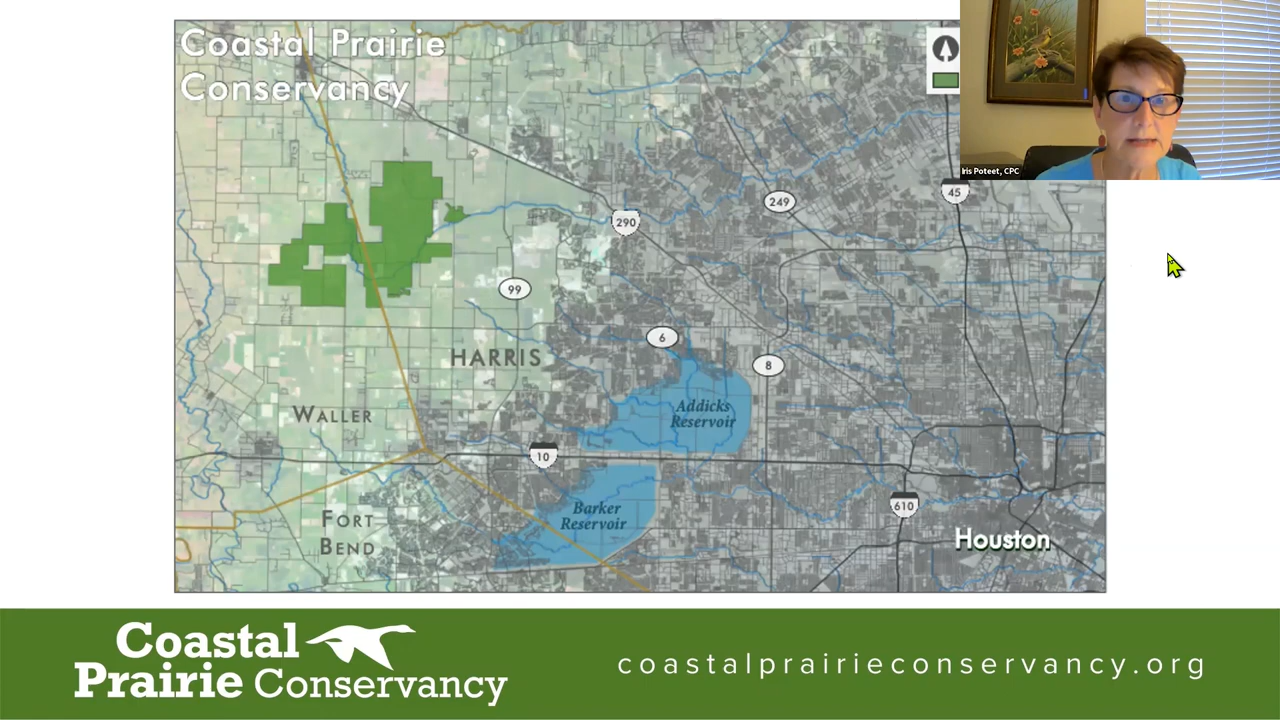 Coastal Prairie
Conservancy
Iris Poteet, CPC
45
249
290
99
6
HARRIS
8
Addicks
Reservoir
WALLER
10
610
Barker
Reservoir
FORT
BEND
Houston
Coastal
Prairie Conservancy
coastalprairieconservancy.org